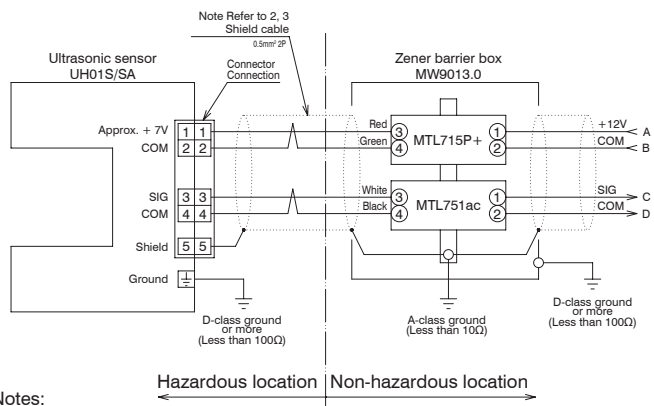 Note Refer to 2, 3
Shield cable
0.5mm² 2P
Ultrasonic sensor
UH01S/SA
Connector
Connection
Zener barrier box
MW9013.0
Approx. + 7V
1 1
Red
3
MTL715P+
1
+12V
A
COM
2 2
Green
4
2
COM
B
SIG
3 3
White
3
MTL751ac
1
SIG
C
COM
4 4
Black
4
2
COM
D
Shield
5 5
Ground
D-class ground
or more
(Less than 100Ω)
A-class ground
(Less than 10Ω)
D-class ground
or more
(Less than 100Ω)
Hazardous location
Non-hazardous location
Notes: